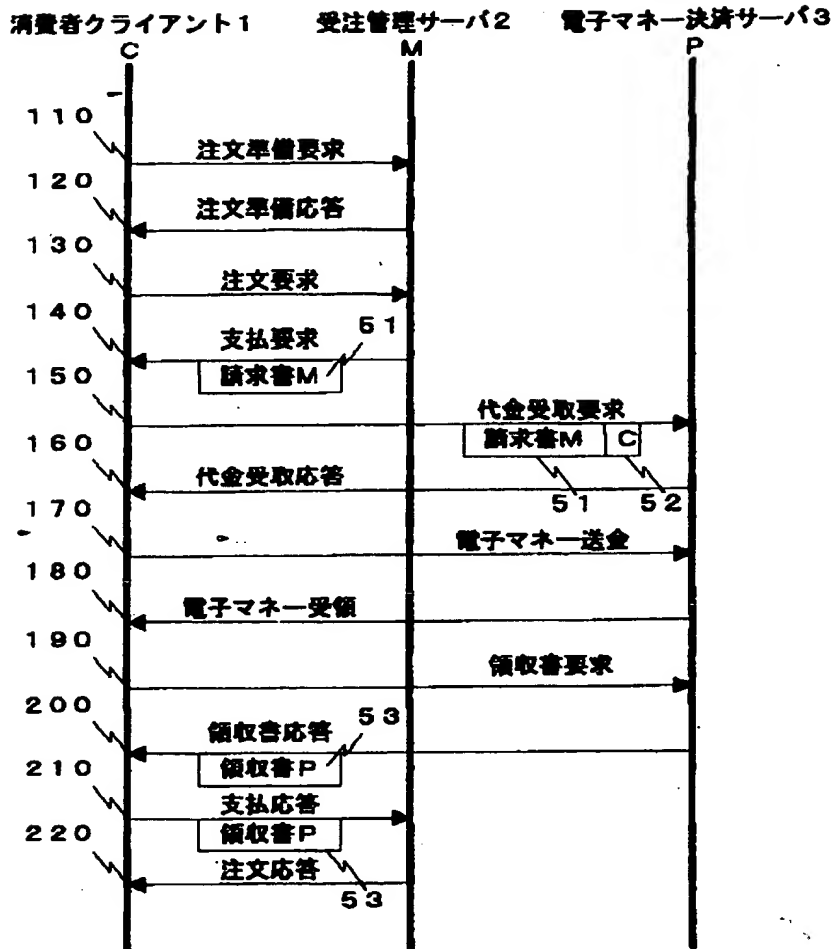 消費者クライアント1 受注管理サーバ2 電子マネー決済サーバ3
C M P
110
注文準備要求
120
注文準備応答
130
注文要求
140
支払要求 51
請求書M
150
代金受取要求
請求書M C
160
代金受取応答
51 52
170
電子マネー送金
180
電子マネー受領
190
領収書要求
200
領収書応答 53
領収書P
210
支払応答
領収書P
220
注文応答
53